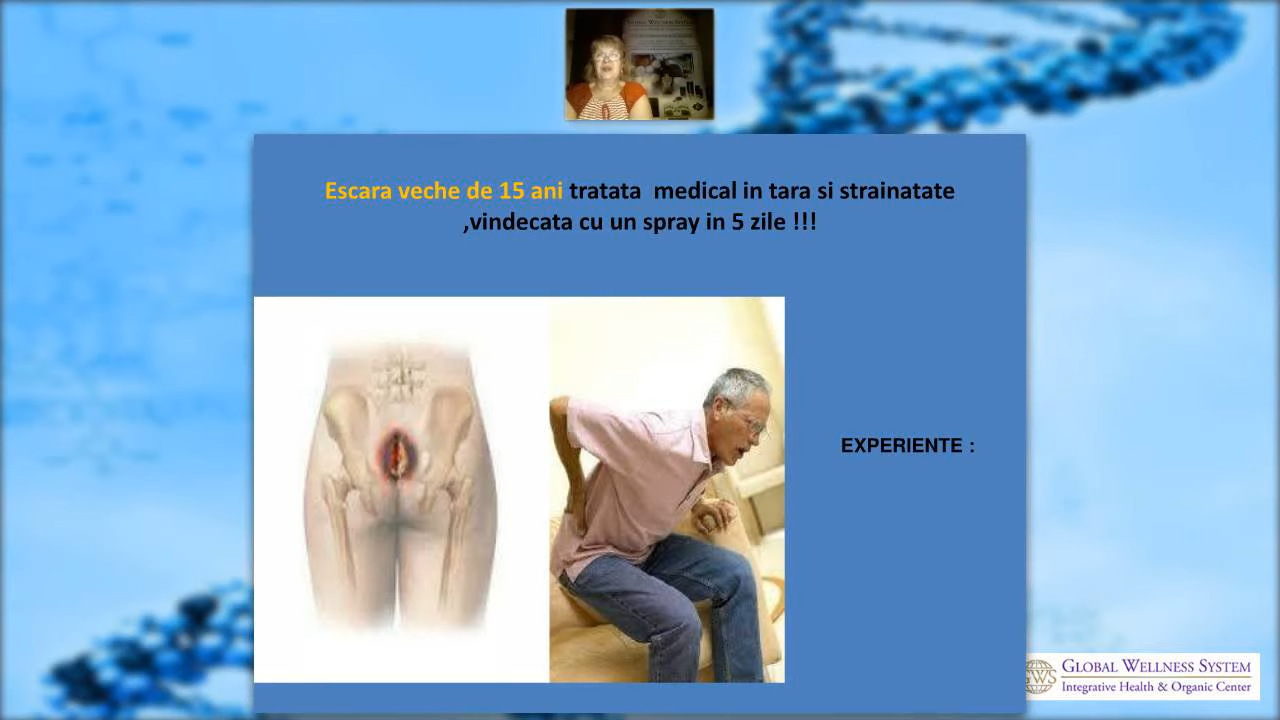 Escara veche de 15 ani tratata medical in tara si strainatate
,vindecata cu un spray in 5 zile !!!
EXPERIENTE :
GWS
GLOBAL WELLNESS SYSTEM
Integrative Health & Organic Center